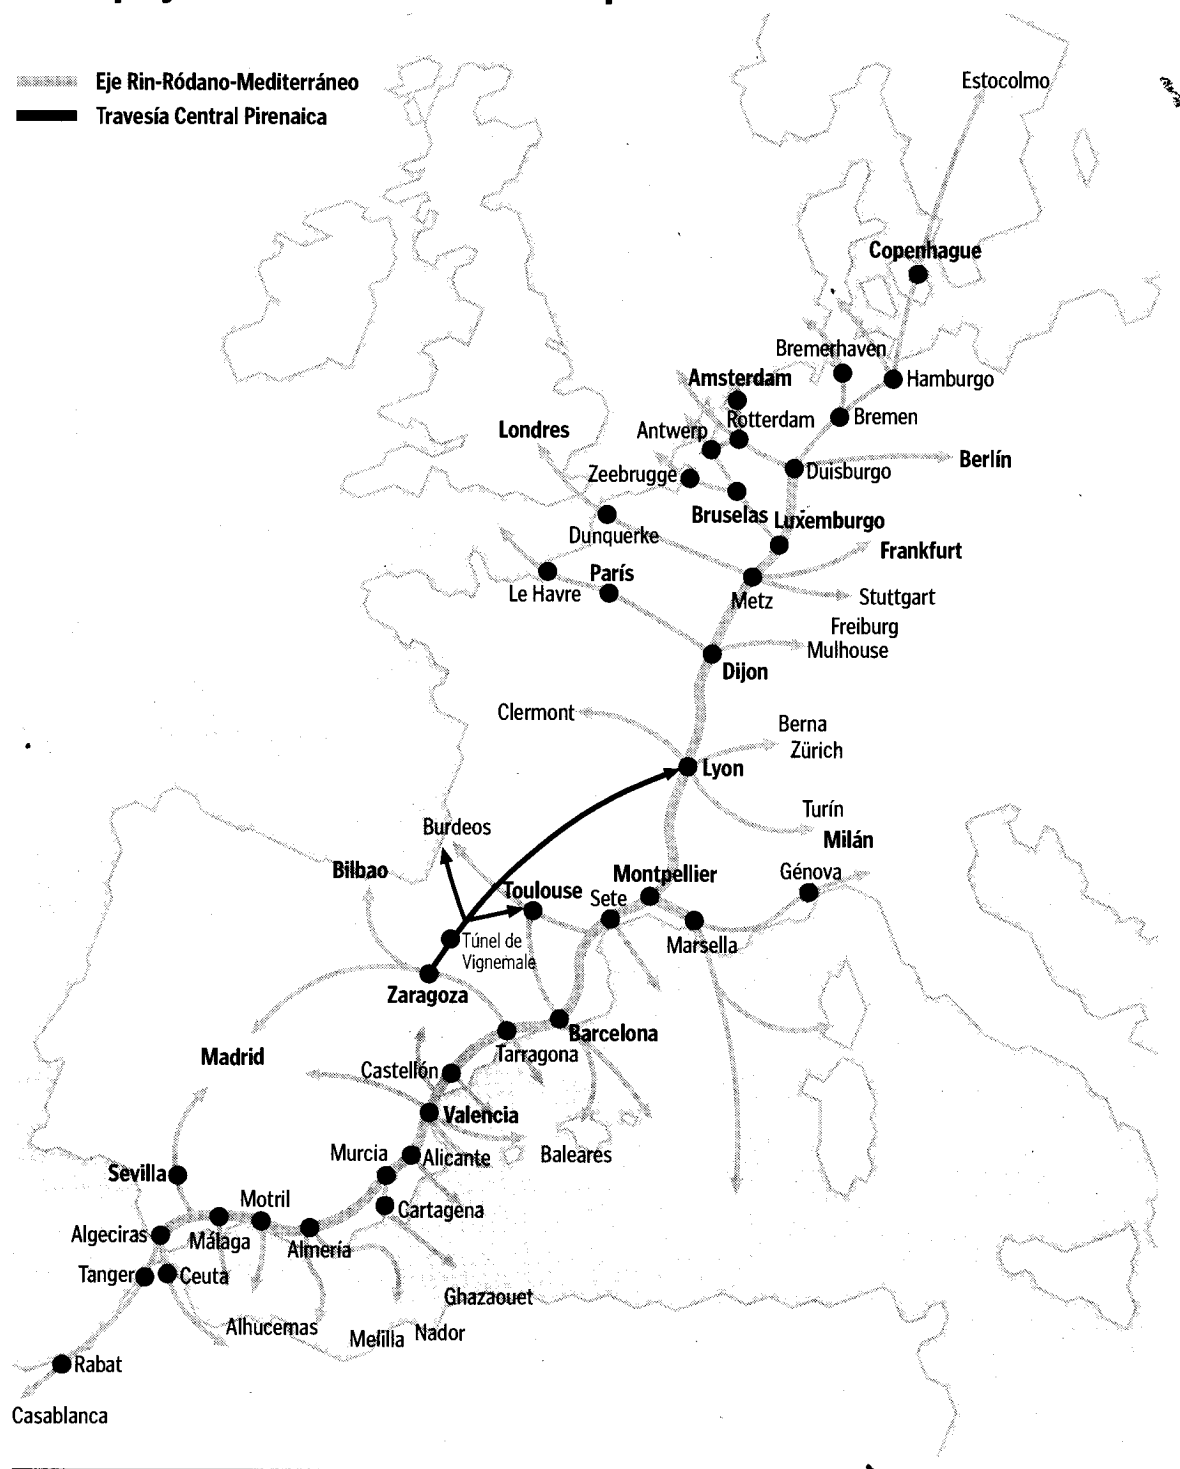 Eje Rin-Ródano-Mediterráneo
Travesía Central Pirenaica
Estocolmo
Copenhague
Bremerhaven
Hamburgo
Amsterdam
Rotterdam
Bremen
Londres
Antwerp
Berlín
Zeebrugge
Duisburgo
Bruselas
Luxemburgo
Dunquerke
Frankfurt
París
Le Havre
Metz
Stuttgart
Freiburg
Mulhouse
Dijon
Clermont
Berna
Zürich
Lyon
Turín
Milán
Burdeos
Bilbao
Montpellier
Génova
Toulouse
Sete
Marsella
Túnel de
Vignemale
Zaragoza
Barcelona
Madrid
Tarragona
Castellón
Valencia
Murcia
Alicante
Baleares
Sevilla
Motril
Cartagena
Algeciras
Málaga
Almería
Tanger
Ceuta
Ghazaouet
Alhucemas
Melilla
Nador
Rabat
Casablanca